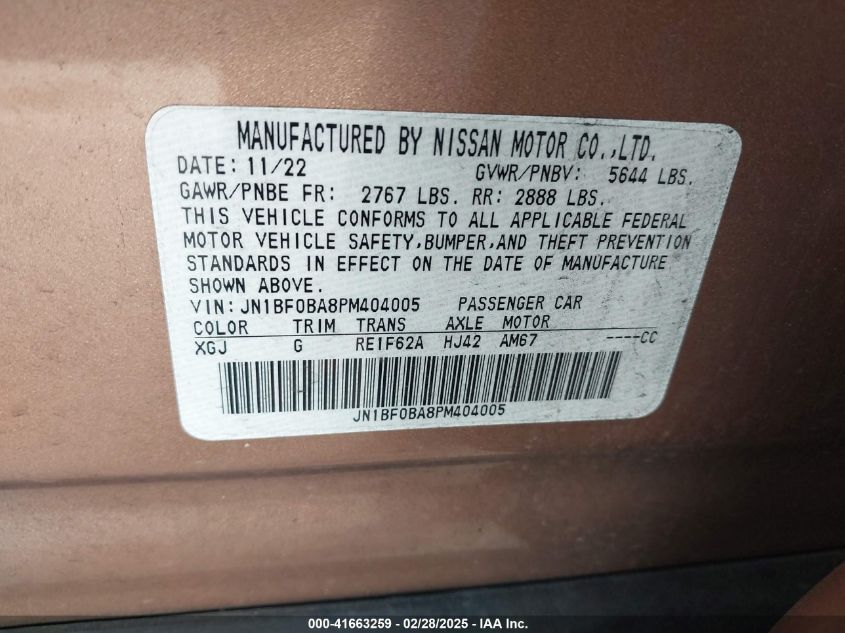 MANUFACTURED BY NISSAN MOTOR CO.,LTD.
DATE: 11/22 GVWR/PNBV: 5644 LBS.
GAWR/PNBE FR: 2767 LBS. RR: 2888 LBS.
THIS VEHICLE CONFORMS TO ALL APPLICABLE FEDERAL
MOTOR VEHICLE SAFETY,BUMPER,AND THEFT PREVENTION
STANDARDS IN EFFECT ON THE DATE OF MANUFACTURE
SHOWN ABOVE.
VIN:JN1BF0BA8PM404005 PASSENGER CAR
COLOR TRIM TRANS AXLE MOTOR
XGJ G RE1F62A HJ42 AM67 ----CC
JN1BF0BA8PM404005
000-41663259 - 02/28/2025 - IAA Inc.